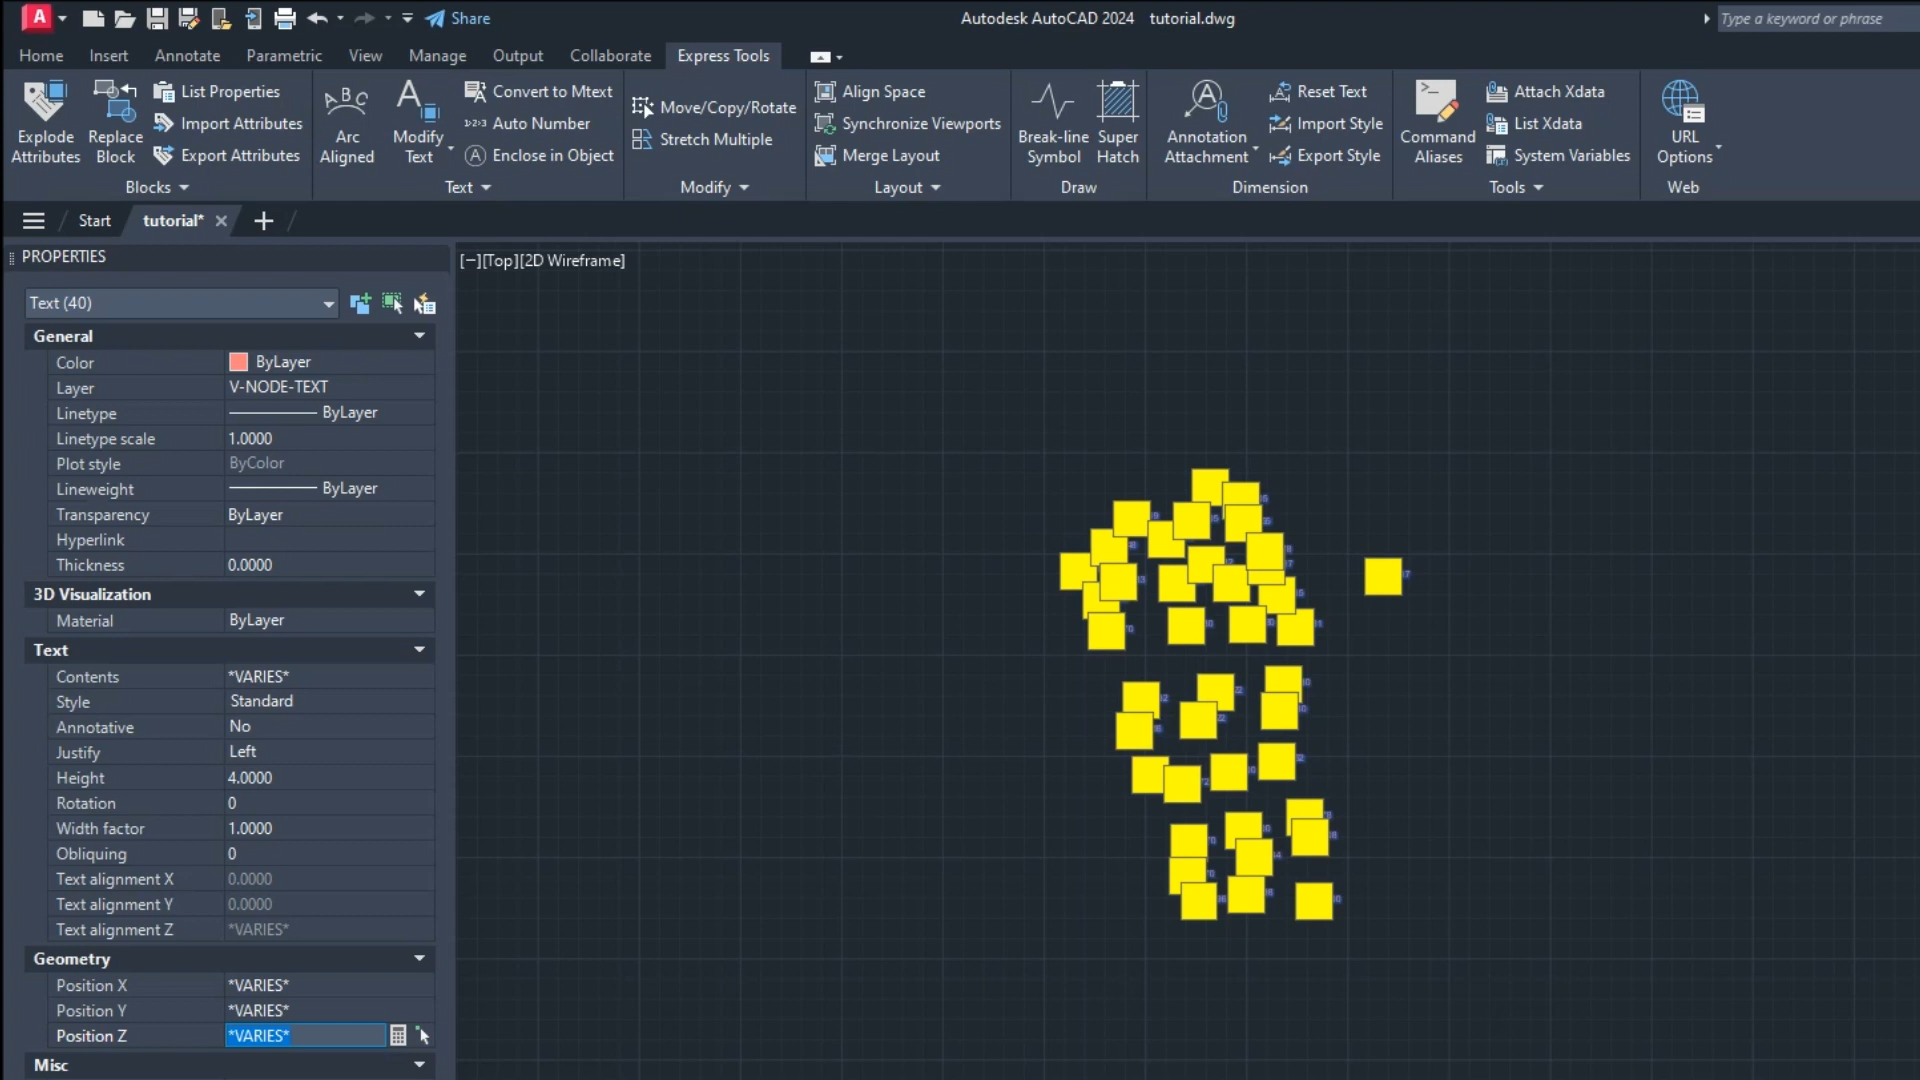 A
Share
Autodesk AutoCAD 2024 tutorial.dwg
Type a keyword or phrase
Home Insert Annotate Parametric View Manage Output Collaborate Express Tools
Explode Attributes
Replace Block
List Properties
Import Attributes
Export Attributes
Blocks
ABC
Arc Aligned
Modify Text
Convert to Mtext
Auto Number
Enclose in Object
Text
Move/Copy/Rotate
Stretch Multiple
Modify
Align Space
Synchronize Viewports
Merge Layout
Layout
Break-line Symbol
Super Hatch
Draw
Annotation Attachment
Reset Text
Import Style
Export Style
Dimension
Command Aliases
Attach Xdata
List Xdata
System Variables
Tools
URL Options
Web
Start
tutorial*
PROPERTIES
[−][Top][2D Wireframe]
Text (40)
General
Color ByLayer
Layer V-NODE-TEXT
Linetype ByLayer
Linetype scale 1.0000
Plot style ByColor
Lineweight ByLayer
Transparency ByLayer
Hyperlink
Thickness 0.0000
3D Visualization
Material ByLayer
Text
Contents *VARIES*
Style Standard
Annotative No
Justify Left
Height 4.0000
Rotation 0
Width factor 1.0000
Obliquing 0
Text alignment X 0.0000
Text alignment Y 0.0000
Text alignment Z *VARIES*
Geometry
Position X *VARIES*
Position Y *VARIES*
Position Z *VARIES*
Misc